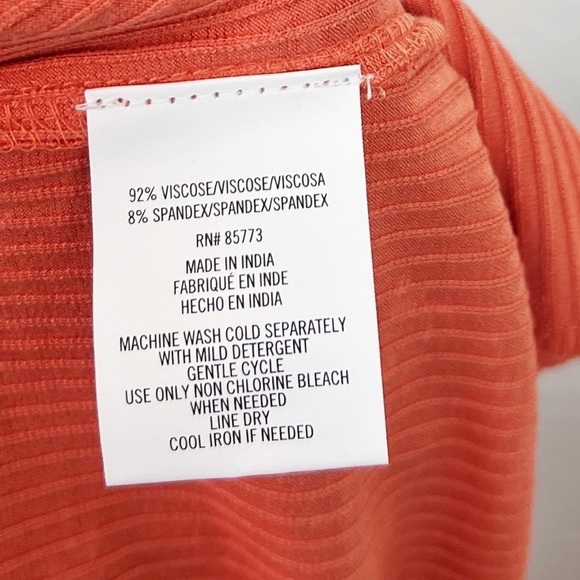 92% VISCOSE/VISCOSE/VISCOSA
8% SPANDEX/SPANDEX/SPANDEX
RN# 85773
MADE IN INDIA
FABRIQUÉ EN INDE
HECHO EN INDIA
MACHINE WASH COLD SEPARATELY
WITH MILD DETERGENT
GENTLE CYCLE
USE ONLY NON CHLORINE BLEACH
WHEN NEEDED
LINE DRY
COOL IRON IF NEEDED